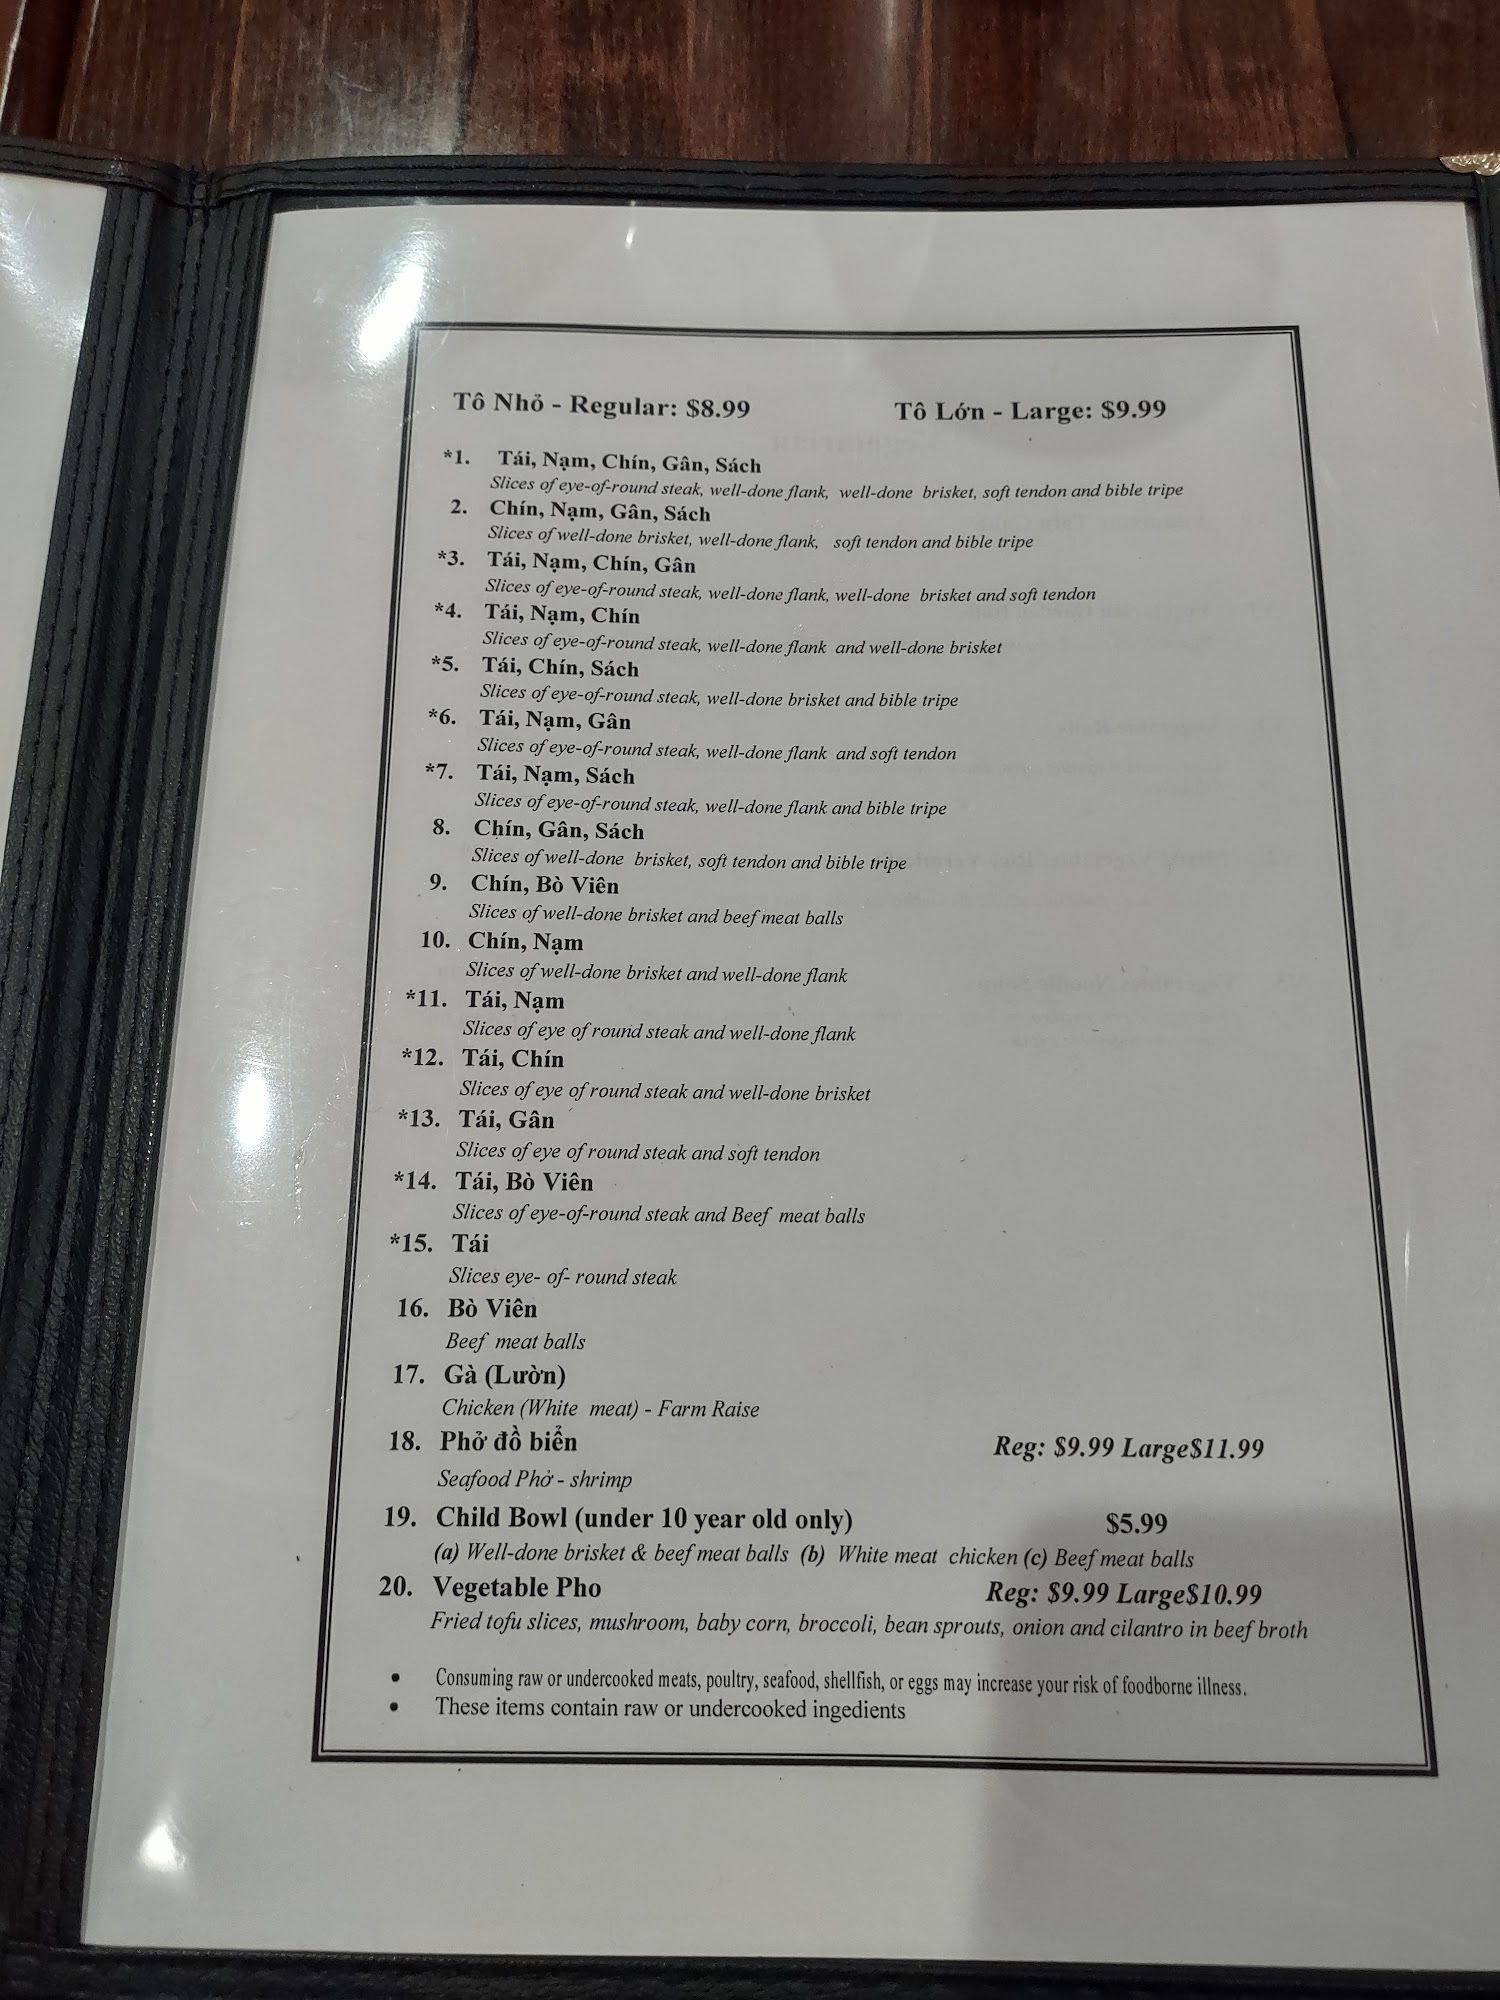 Tô Nhỏ - Regular: $8.99 Tô Lớn - Large: $9.99
*1. Tái, Nạm, Chín, Gân, Sách
Slices of eye-of-round steak, well-done flank, well-done brisket, soft tendon and bible tripe
2. Chín, Nạm, Gân, Sách
Slices of well-done brisket, well-done flank, soft tendon and bible tripe
*3. Tái, Nạm, Chín, Gân
Slices of eye-of-round steak, well-done flank, well-done brisket and soft tendon
*4. Tái, Nạm, Chín
Slices of eye-of-round steak, well-done flank and well-done brisket
*5. Tái, Chín, Sách
Slices of eye-of-round steak, well-done brisket and bible tripe
*6. Tái, Nạm, Gân
Slices of eye-of-round steak, well-done flank and soft tendon
*7. Tái, Nạm, Sách
Slices of eye-of-round steak, well-done flank and bible tripe
8. Chín, Gân, Sách
Slices of well-done brisket, soft tendon and bible tripe
9. Chín, Bò Viên
Slices of well-done brisket and beef meat balls
10. Chín, Nạm
Slices of well-done brisket and well-done flank
*11. Tái, Nạm
Slices of eye of round steak and well-done flank
*12. Tái, Chín
Slices of eye of round steak and well-done brisket
*13. Tái, Gân
Slices of eye of round steak and soft tendon
*14. Tái, Bò Viên
Slices of eye-of-round steak and Beef meat balls
*15. Tái
Slices eye- of- round steak
16. Bò Viên
Beef meat balls
17. Gà (Lườn)
Chicken (White meat) - Farm Raise
18. Phở đồ biển Reg: $9.99 Large$11.99
Seafood Phở - shrimp
19. Child Bowl (under 10 year old only) $5.99
(a) Well-done brisket & beef meat balls (b) White meat chicken (c) Beef meat balls
20. Vegetable Pho Reg: $9.99 Large$10.99
Fried tofu slices, mushroom, baby corn, broccoli, bean sprouts, onion and cilantro in beef broth
• Consuming raw or undercooked meats, poultry, seafood, shellfish, or eggs may increase your risk of foodborne illness.
• These items contain raw or undercooked ingedients